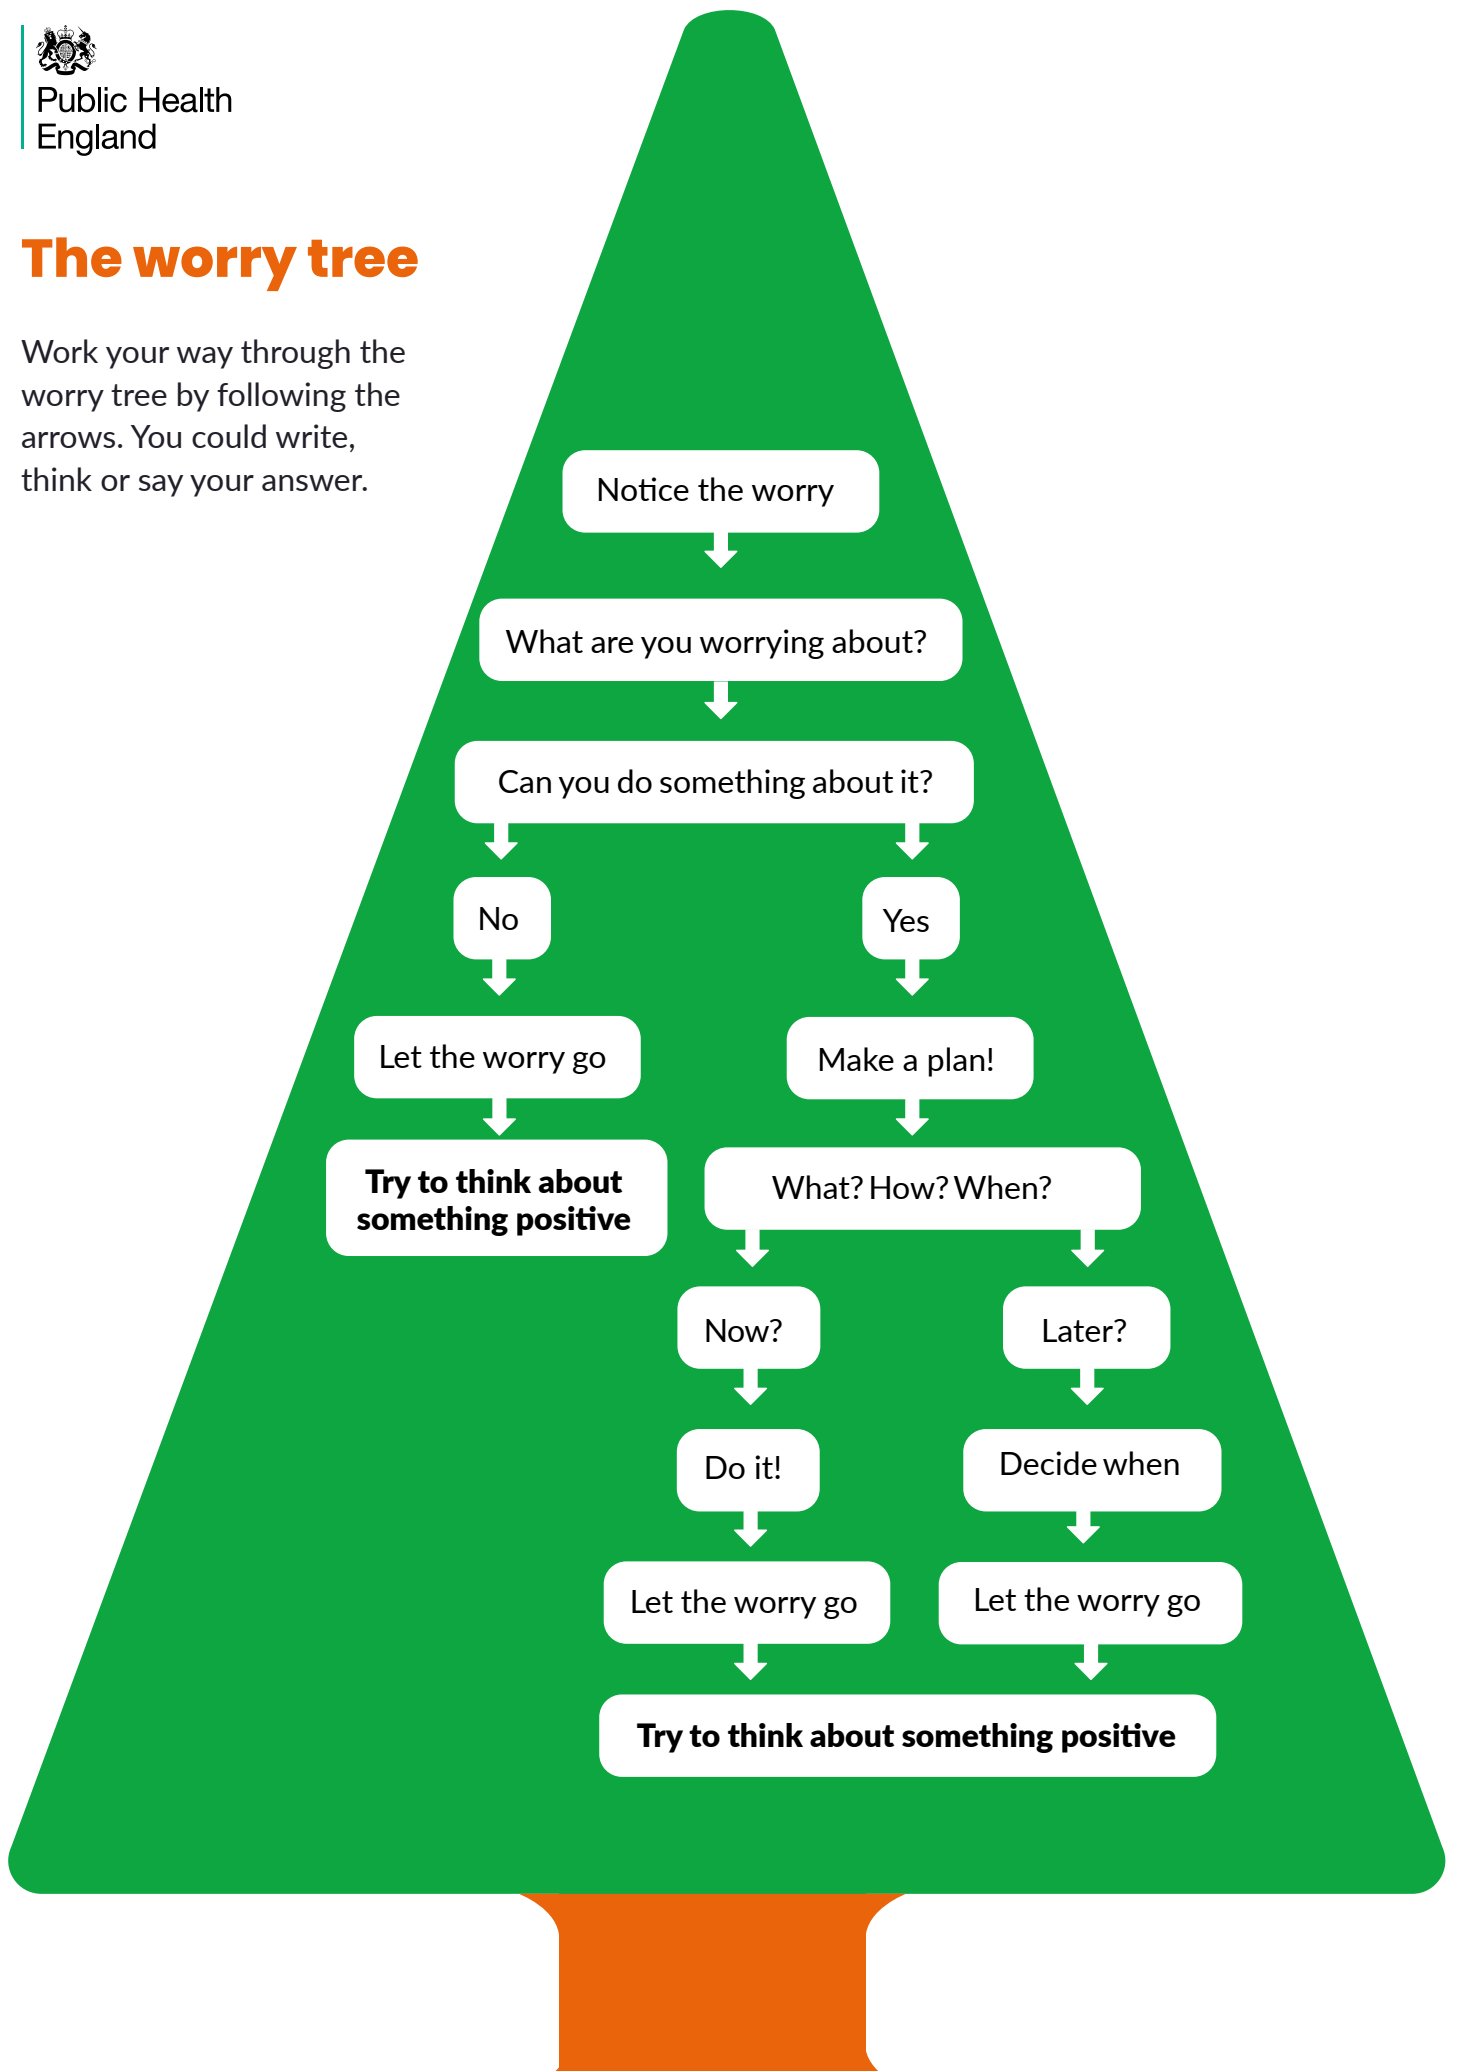 Public Health
England
The worry tree
Work your way through the
worry tree by following the
arrows. You could write,
think or say your answer.
Notice the worry
What are you worrying about?
Can you do something about it?
No
Yes
Let the worry go
Make a plan!
Try to think about
something positive
What? How? When?
Now?
Later?
Do it!
Decide when
Let the worry go
Let the worry go
Try to think about something positive